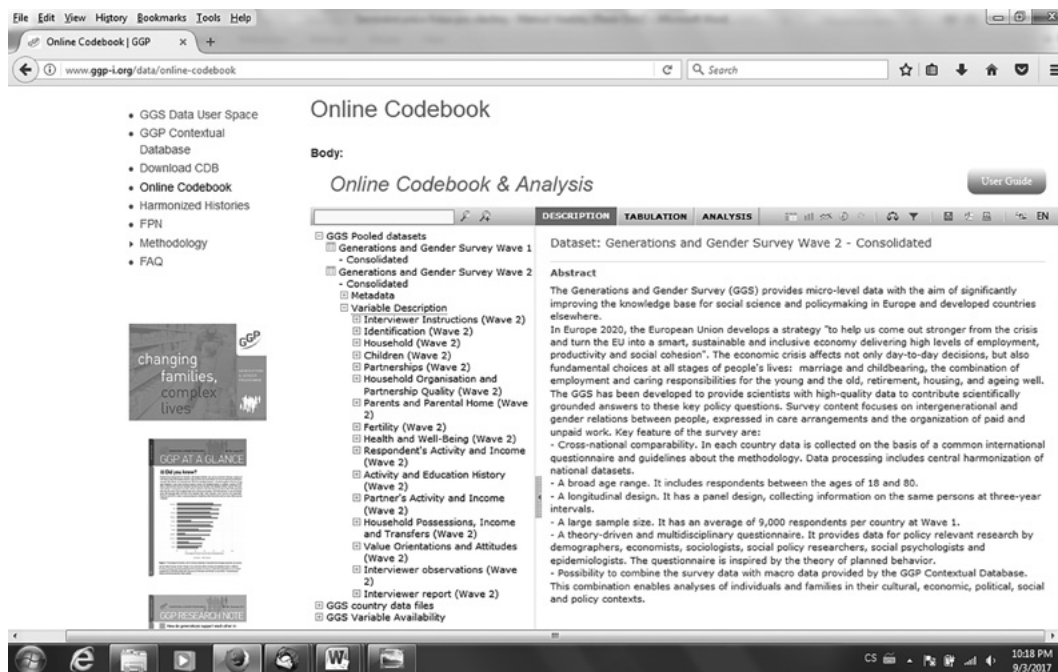 File Edit View History Bookmarks Tools Help
Online Codebook | GGP × +
www.ggp-i.org/data/online-codebook
Search
GGS Data User Space
GGP Contextual
Database
Download CDB
Online Codebook
Harmonized Histories
FPN
Methodology
FAQ
changing
families,
complex
lives
GGP
GGP AT A GLANCE
Did you know?
GGP RESEARCH NOTE
Online Codebook
Body:
Online Codebook & Analysis
User Guide
DESCRIPTION TABULATION ANALYSIS EN
GGS Pooled datasets
Generations and Gender Survey Wave 1
- Consolidated
Generations and Gender Survey Wave 2
- Consolidated
Metadata
Variable Description
Interviewer Instructions (Wave 2)
Identification (Wave 2)
Household (Wave 2)
Children (Wave 2)
Partnerships (Wave 2)
Household Organisation and
Partnership Quality (Wave 2)
Parents and Parental Home (Wave
2)
Fertility (Wave 2)
Health and Well-Being (Wave 2)
Respondent's Activity and Income
(Wave 2)
Activity and Education History
(Wave 2)
Partner's Activity and Income
(Wave 2)
Household Possessions, Income
and Transfers (Wave 2)
Value Orientations and Attitudes
(Wave 2)
Interviewer observations (Wave
2)
Interviewer report (Wave 2)
GGS country data files
GGS Variable Availability
Dataset: Generations and Gender Survey Wave 2 - Consolidated
Abstract
The Generations and Gender Survey (GGS) provides micro-level data with the aim of significantly
improving the knowledge base for social science and policymaking in Europe and developed countries
elsewhere.
In Europe 2020, the European Union develops a strategy "to help us come out stronger from the crisis
and turn the EU into a smart, sustainable and inclusive economy delivering high levels of employment,
productivity and social cohesion". The economic crisis affects not only day-to-day decisions, but also
fundamental choices at all stages of people's lives: marriage and childbearing, the combination of
employment and caring responsibilities for the young and the old, retirement, housing, and ageing well.
The GGS has been developed to provide scientists with high-quality data to contribute scientifically
grounded answers to these key policy questions. Survey content focuses on intergenerational and
gender relations between people, expressed in care arrangements and the organization of paid and
unpaid work. Key feature of the survey are:
- Cross-national comparability. In each country data is collected on the basis of a common international
questionnaire and guidelines about the methodology. Data processing includes central harmonization of
national datasets.
- A broad age range. It includes respondents between the ages of 18 and 80.
- A longitudinal design. It has a panel design, collecting information on the same persons at three-year
intervals.
- A large sample size. It has an average of 9,000 respondents per country at Wave 1.
- A theory-driven and multidisciplinary questionnaire. It provides data for policy relevant research by
demographers, economists, sociologists, social policy researchers, social psychologists and
epidemiologists. The questionnaire is inspired by the theory of planned behavior.
- Possibility to combine the survey data with macro data provided by the GGP Contextual Database.
This combination enables analyses of individuals and families in their cultural, economic, political, social
and policy contexts.
CS
10:18 PM
9/3/2017